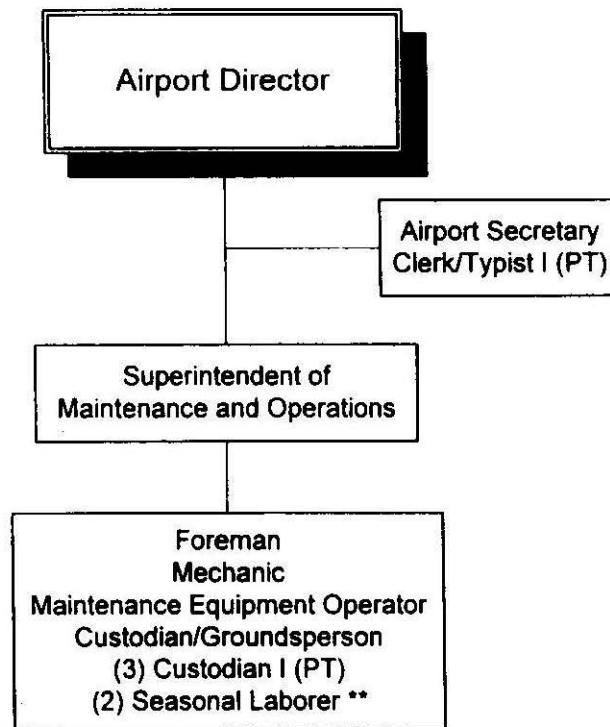 Airport Director
Airport Secretary
Clerk/Typist I (PT)
Superintendent of
Maintenance and Operations
Foreman
Mechanic
Maintenance Equipment Operator
Custodian/Groundsperson
(3) Custodian I (PT)
(2) Seasonal Laborer **